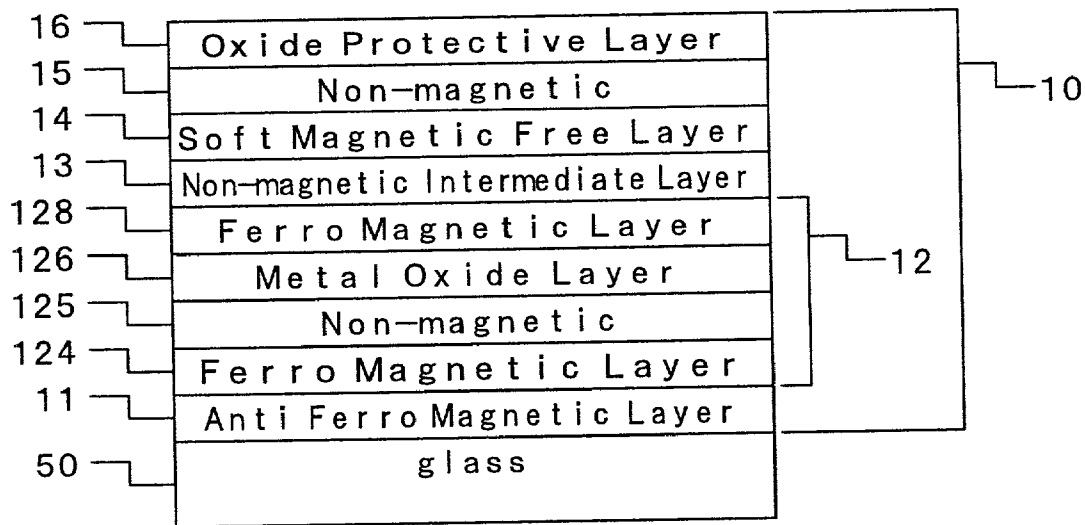 16 Oxide Protective Layer
15 Non-magnetic 10
14 Soft Magnetic Free Layer
13 Non-magnetic Intermediate Layer
128 Ferro Magnetic Layer
126 Metal Oxide Layer 12
125 Non-magnetic
124 Ferro Magnetic Layer
11 Anti Ferro Magnetic Layer
50 glass